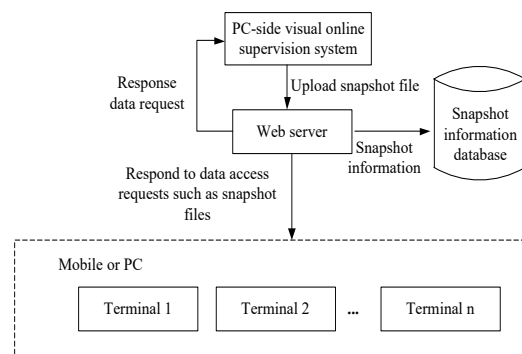 PC-side visual online
supervision system
Response
data request
Upload snapshot file
Web server
Snapshot
information
Snapshot
information
database
Respond to data access
requests such as snapshot
files
Mobile or PC
Terminal 1
Terminal 2
...
Terminal n